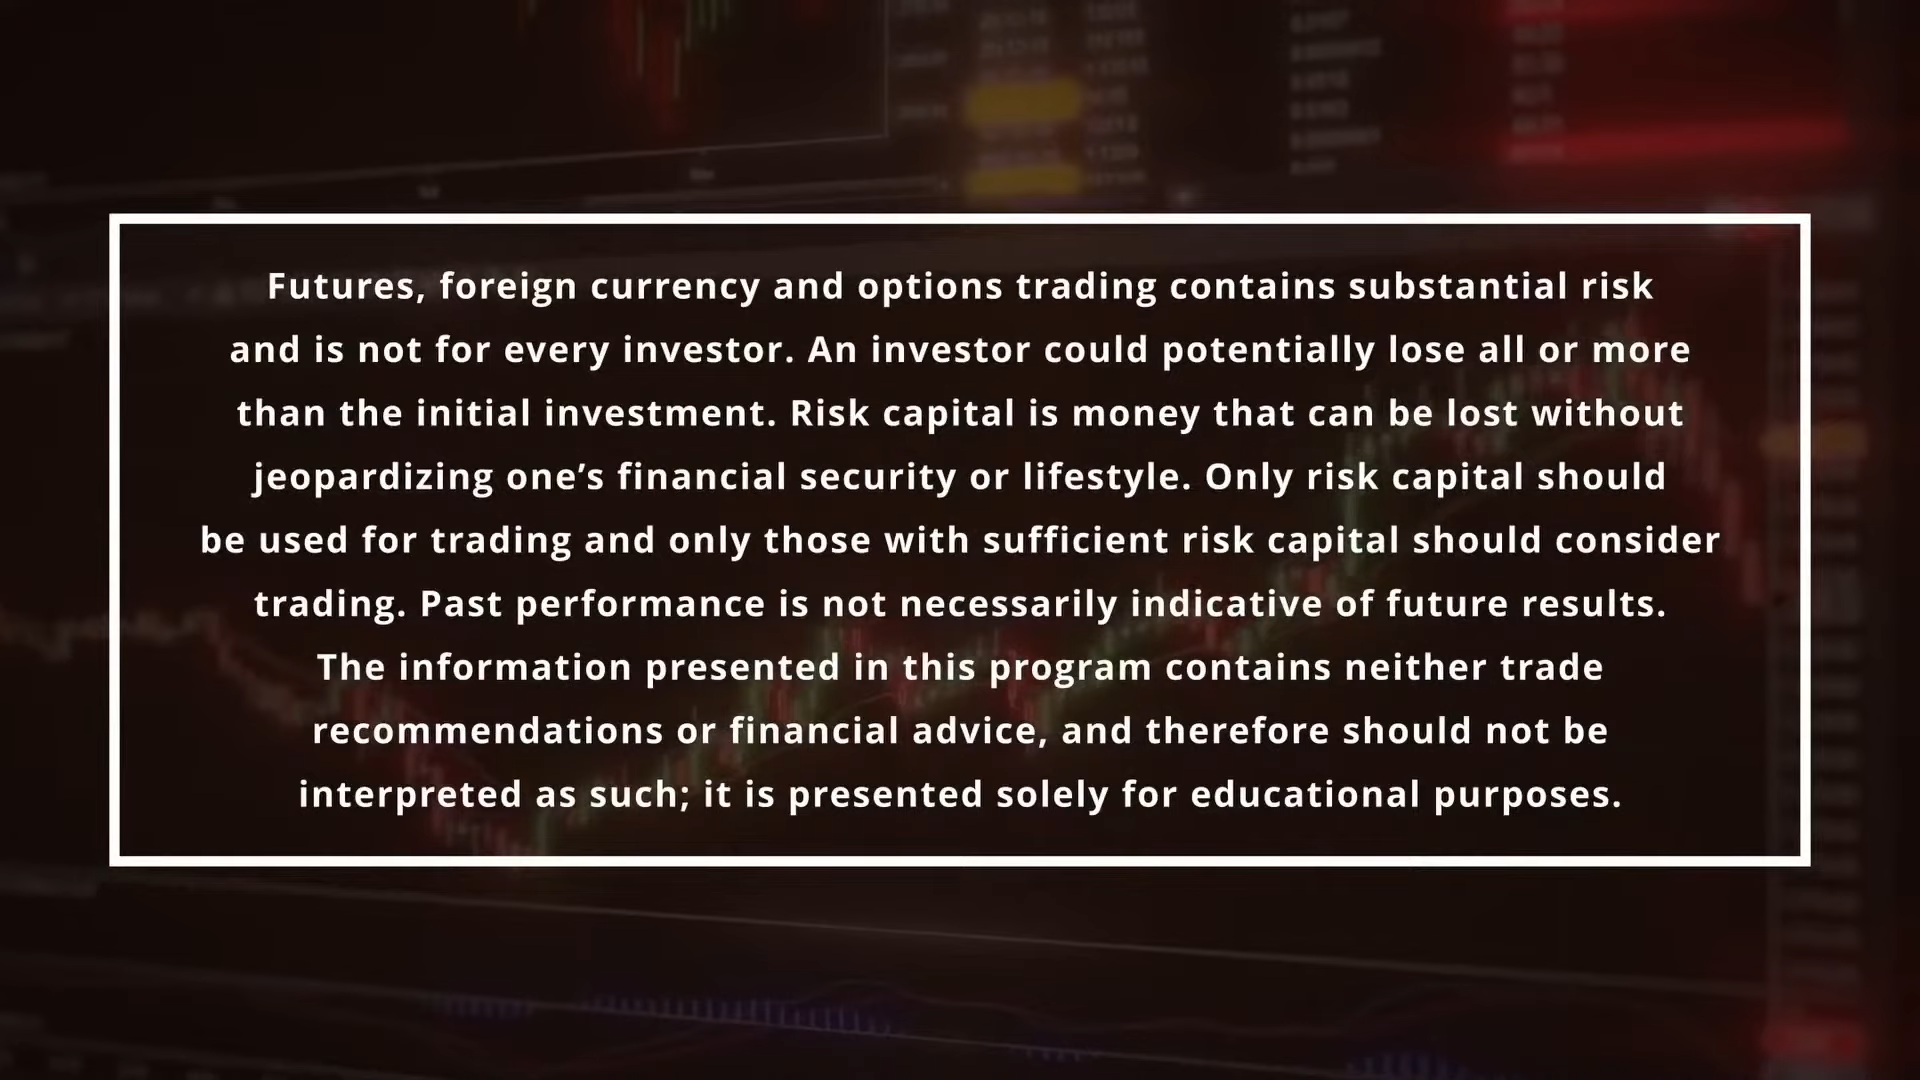 Futures, foreign currency and options trading contains substantial risk
and is not for every investor. An investor could potentially lose all or more
than the initial investment. Risk capital is money that can be lost without
jeopardizing one’s financial security or lifestyle. Only risk capital should
be used for trading and only those with sufficient risk capital should consider
trading. Past performance is not necessarily indicative of future results.
The information presented in this program contains neither trade
recommendations or financial advice, and therefore should not be
interpreted as such; it is presented solely for educational purposes.